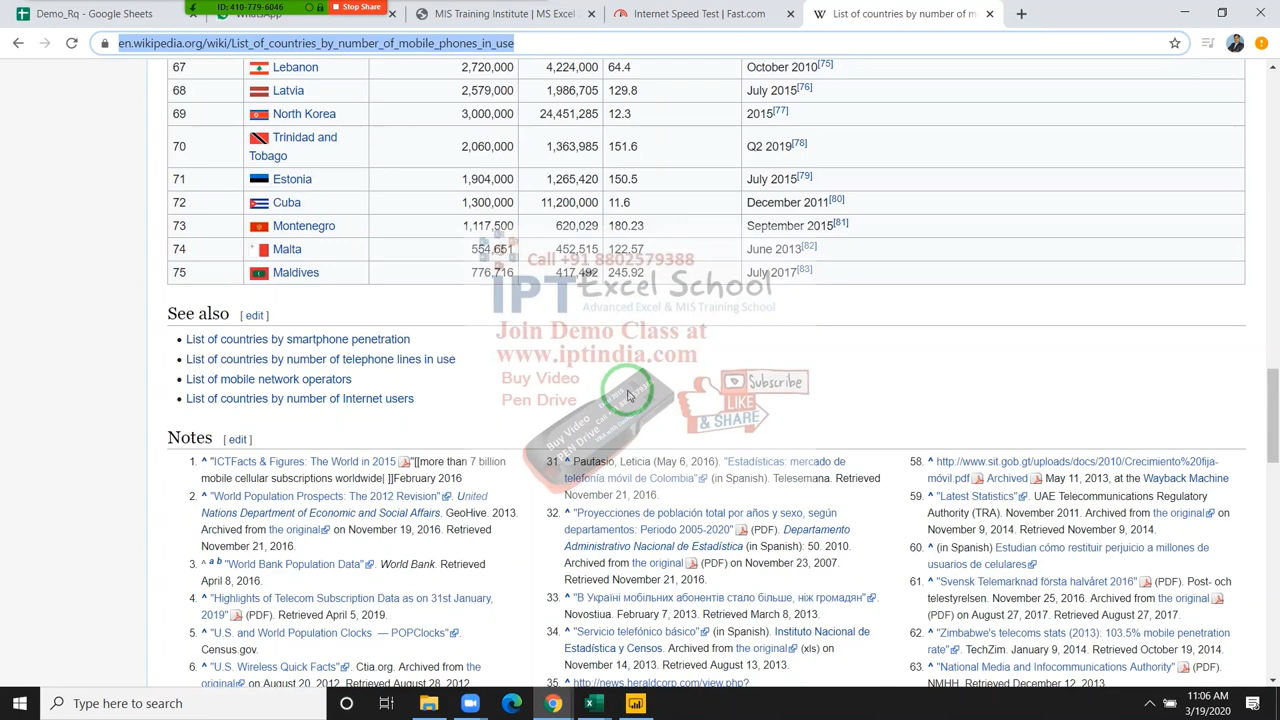 Demo_Rq - Google Sheets
WhatsApp
MIS Training Institute | MS Excel
Internet Speed Test | Fast.com
List of countries by number of m
ID: 410-779-6046
Stop Share
en.wikipedia.org/wiki/List_of_countries_by_number_of_mobile_phones_in_use
67 Lebanon 2,720,000 4,224,000 64.4 October 2010[75]
68 Latvia 2,579,000 1,986,705 129.8 July 2015[76]
69 North Korea 3,000,000 24,451,285 12.3 2015[77]
70 Trinidad and Tobago 2,060,000 1,363,985 151.6 Q2 2019[78]
71 Estonia 1,904,000 1,265,420 150.5 July 2015[79]
72 Cuba 1,300,000 11,200,000 11.6 December 2011[80]
73 Montenegro 1,117,500 620,029 180.23 September 2015[81]
74 Malta 554,651 452,515 122.57 June 2013[82]
75 Maldives 776,716 417,492 245.92 July 2017[83]
Call +91 8802579388
IPT Excel School
Advanced Excel & MIS Training School
Join Demo Class at
www.iptindia.com
Buy Video
Pen Drive
Buy Video
Subscribe
LIKE
& SHARE
See also [ edit ]
List of countries by smartphone penetration
List of countries by number of telephone lines in use
List of mobile network operators
List of countries by number of Internet users
Notes [ edit ]
1. ^ "ICTFacts & Figures: The World in 2015 "[[more than 7 billion
mobile cellular subscriptions worldwide| ]]February 2016
2. ^ "World Population Prospects: The 2012 Revision". United
Nations Department of Economic and Social Affairs. GeoHive. 2013.
Archived from the original on November 19, 2016. Retrieved
November 21, 2016.
3. ^ a b "World Bank Population Data". World Bank. Retrieved
April 8, 2016.
4. ^ "Highlights of Telecom Subscription Data as on 31st January,
2019" (PDF). Retrieved April 5, 2019.
5. ^ "U.S. and World Population Clocks — POPClocks".
Census.gov.
6. ^ "U.S. Wireless Quick Facts". Ctia.org. Archived from the
original on August 20, 2012. Retrieved August 28, 2012.
31. ^ Pautasio, Leticia (May 6, 2016). "Estadísticas: mercado de
telefonía móvil de Colombia" (in Spanish). Telesemana. Retrieved
November 21, 2016.
32. ^ "Proyecciones de población total por años y sexo, según
departamentos: Periodo 2005-2020" (PDF). Departamento
Administrativo Nacional de Estadística (in Spanish): 50. 2010.
Archived from the original (PDF) on November 23, 2007.
Retrieved November 21, 2016.
33. ^ "В Україні мобільних абонентів стало більше, ніж громадян".
Novostiua. February 7, 2013. Retrieved March 8, 2013.
34. ^ "Servicio telefónico básico" (in Spanish). Instituto Nacional de
Estadística y Censos. Archived from the original (xls) on
November 14, 2013. Retrieved August 13, 2013.
35. ^ http://news.heraldcorp.com/view.php?
58. ^ http://www.sit.gob.gt/uploads/docs/2010/Crecimiento%20fija-
móvil.pdf Archived May 11, 2013, at the Wayback Machine
59. ^ "Latest Statistics". UAE Telecommunications Regulatory
Authority (TRA). November 2011. Archived from the original on
November 9, 2014. Retrieved November 9, 2014.
60. ^ (in Spanish) Estudian cómo restituir perjuicio a millones de
usuarios de celulares
61. ^ "Svensk Telemarknad första halvåret 2016" (PDF). Post- och
telestyrelsen. November 25, 2016. Archived from the original
(PDF) on August 27, 2017. Retrieved August 27, 2017.
62. ^ "Zimbabwe's telecoms stats (2013): 103.5% mobile penetration
rate". TechZim. January 9, 2014. Retrieved October 19, 2014.
63. ^ "National Media and Infocommunications Authority" (PDF).
NMHH. Retrieved December 12, 2013.
Type here to search
11:06 AM
3/19/2020